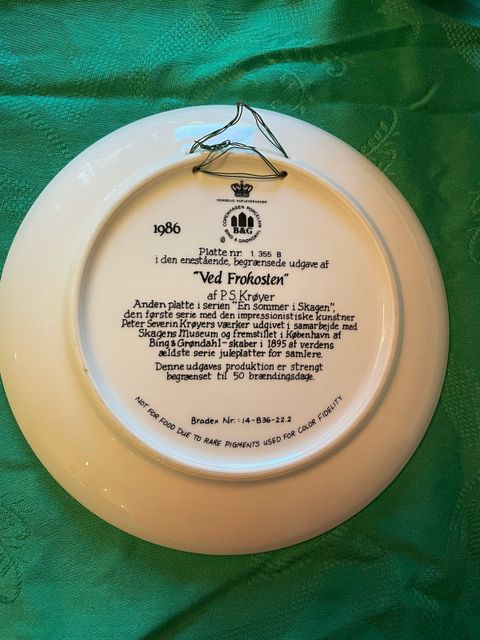 KONGELIG HOFLEVERANDØR
COPENHAGEN PORCELAIN
B&G
BING & GRØNDAHL
©
1986
Platte nr. 1 355 B
i den enestående, begrænsede udgave af
"Ved Frokosten"
af P.S. Krøyer
Anden platte i serien "En sommer i Skagen",
den første serie med den impressionistiske kunstner
Peter Severin Krøyers værker udgivet i samarbejde med
Skagens Museum og fremstillet i København af
Bing & Grøndahl - skaber i 1895 af verdens
ældste serie juleplatter for samlere.
Denne udgaves produktion er strengt
begrænset til 50 brændingsdage.
Bradex Nr.: 14-B36-22.2
NOT FOR FOOD DUE TO RARE PIGMENTS USED FOR COLOR FIDELITY